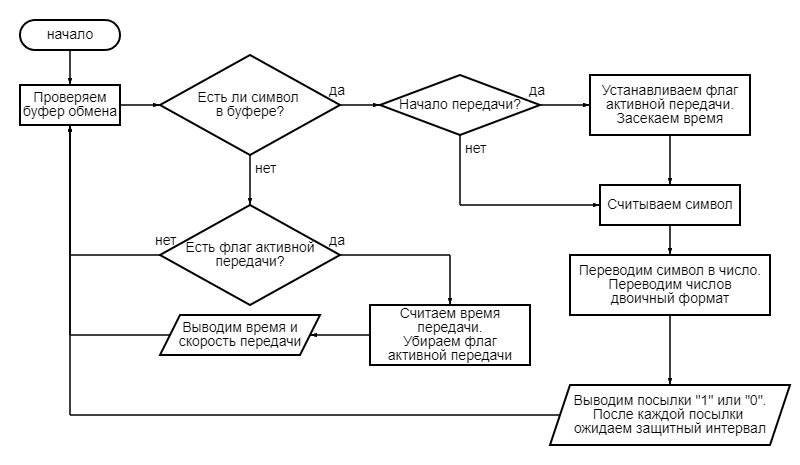 начало
Проверяем
буфер обмена
Есть ли символ
в буфере?
да
Начало передачи?
да
Устанавливаем флаг
активной передачи.
Засекаем время
нет
нет
Считываем символ
нет
Есть флаг активной
передачи?
да
Переводим символ в число.
Переводим числов
двоичный формат
Считаем время
передачи.
Убираем флаг
активной передачи
Выводим время и
скорость передачи
Выводим посылки "1" или "0".
После каждой посылки
ожидаем защитный интервал